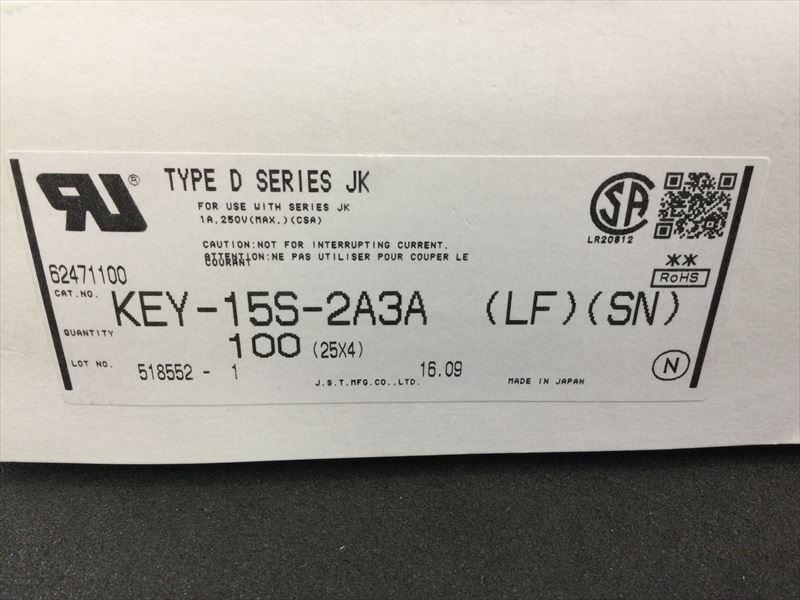 RU ® TYPE D SERIES JK
FOR USE WITH SERIES JK
1A,250V(MAX.)(CSA)
SA
LR20812
CAUTION:NOT FOR INTERRUPTING CURRENT.
ATTENTION:NE PAS UTILISER POUR COUPER LE
COURANT
62471100
**
RoHS
CAT.NO. KEY-15S-2A3A (LF)(SN)
QUANTITY 100 (25X4)
LOT NO. 518552 - 1 16.09
J.S.T.MFG.CO.,LTD. MADE IN JAPAN
N